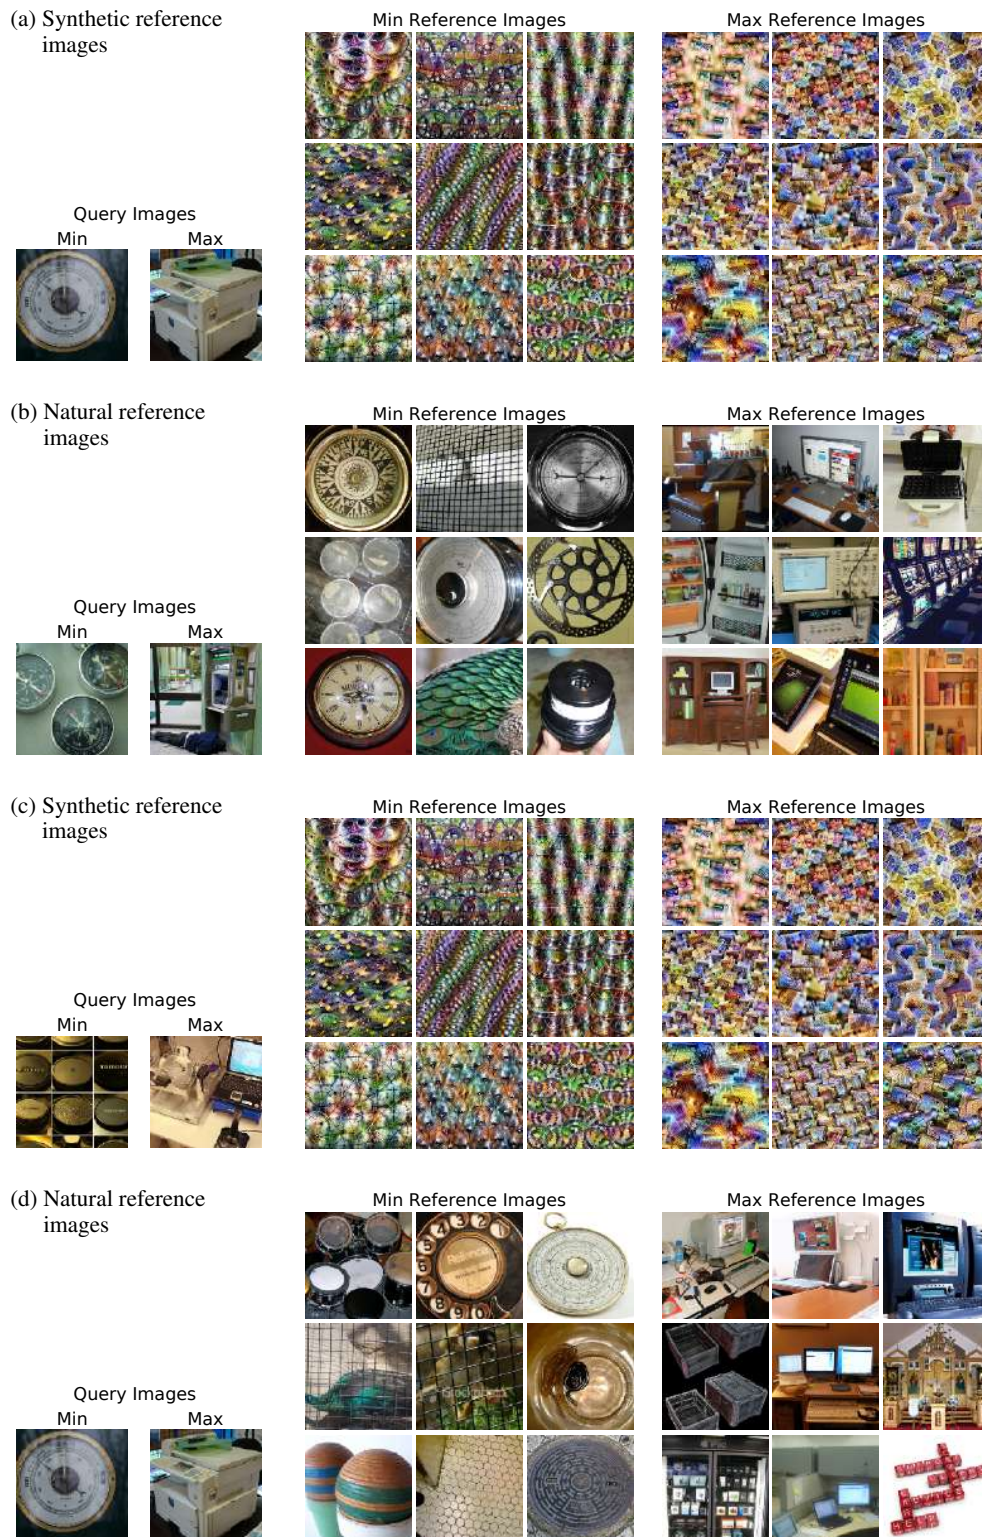 (a) Synthetic reference
images
Min Reference Images
Max Reference Images
Query Images
Min
Max
(b) Natural reference
images
Min Reference Images
Max Reference Images
Query Images
Min
Max
(c) Synthetic reference
images
Min Reference Images
Max Reference Images
Query Images
Min
Max
(d) Natural reference
images
Min Reference Images
Max Reference Images
Query Images
Min
Max